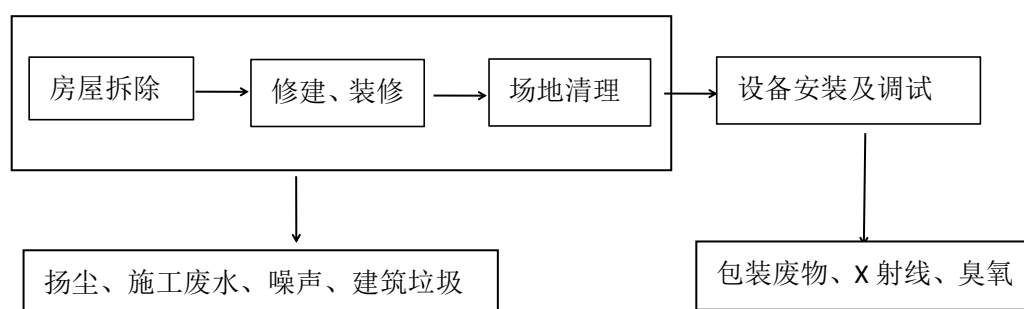 房屋拆除
修建、装修
场地清理
设备安装及调试
扬尘、施工废水、噪声、建筑垃圾
包装废物、X 射线、臭氧